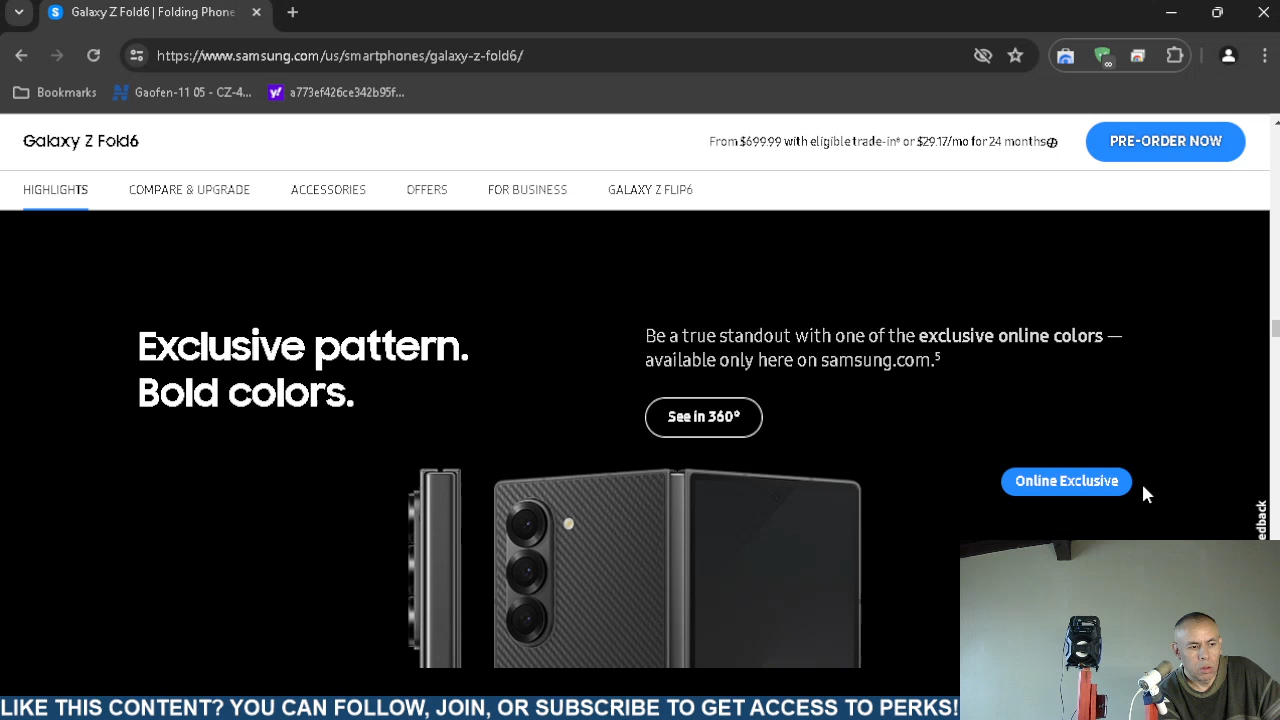 Galaxy Z Fold6 | Folding Phone
https://www.samsung.com/us/smartphones/galaxy-z-fold6/
Bookmarks
Gaofen-11 05 - CZ-4...
a773ef426ce342b95f...
Galaxy Z Fold6
From $699.99 with eligible trade-in or $29.17/mo for 24 months
PRE-ORDER NOW
HIGHLIGHTS
COMPARE & UPGRADE
ACCESSORIES
OFFERS
FOR BUSINESS
GALAXY Z FLIP6
Exclusive pattern.
Bold colors.
Be a true standout with one of the exclusive online colors —
available only here on samsung.com.⁵
See in 360°
Online Exclusive
edback
LIKE THIS CONTENT? YOU CAN FOLLOW, JOIN, OR SUBSCRIBE TO GET ACCESS TO PERKS!